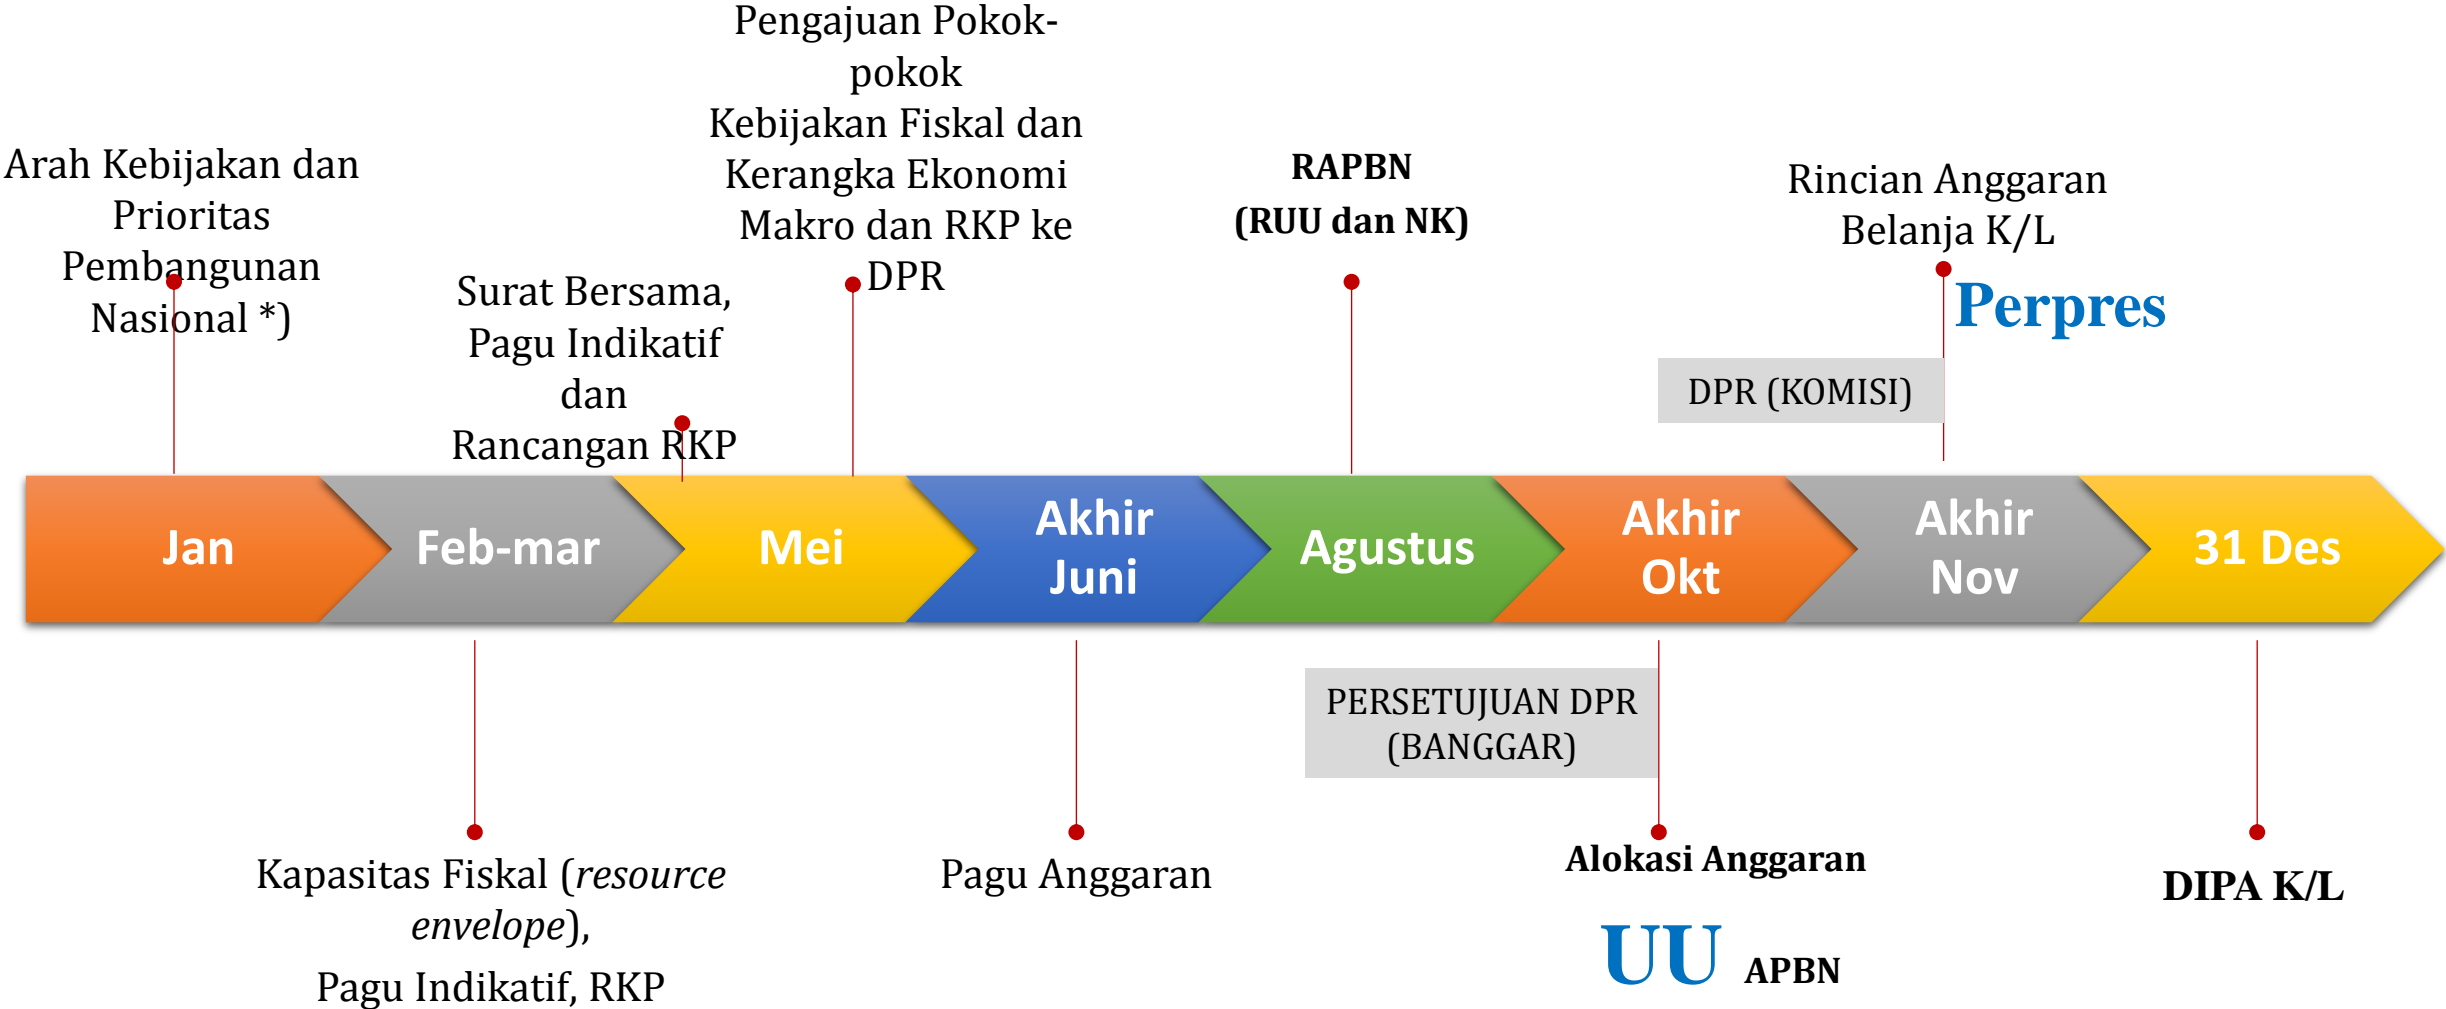 Arah Kebijakan dan
Prioritas
Pembangunan
Nasional *)
Surat Bersama,
Pagu Indikatif
dan
Rancangan RKP
Pengajuan Pokok-
pokok
Kebijakan Fiskal dan
Kerangka Ekonomi
Makro dan RKP ke
DPR
RAPBN
(RUU dan NK)
Rincian Anggaran
Belanja K/L
Perpres
DPR (KOMISI)
Jan
Feb-mar
Mei
Akhir
Juni
Agustus
Akhir
Okt
Akhir
Nov
31 Des
Kapasitas Fiskal (resource
envelope),
Pagu Indikatif, RKP
Pagu Anggaran
PERSETUJUAN DPR
(BANGGAR)
Alokasi Anggaran
UU APBN
DIPA K/L